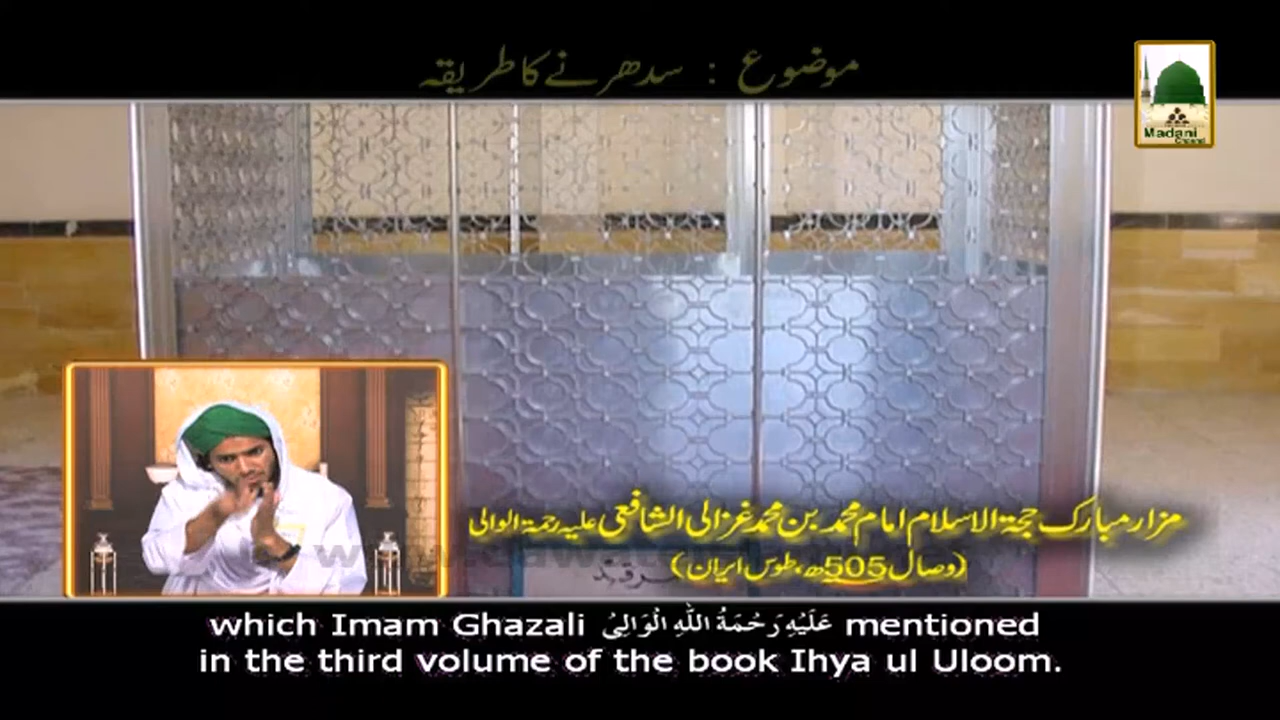 موضوع : سدھرنے کا طریقہ
Madani
Channel
مزار مبارک حجۃ الاسلام امام محمد بن محمد غزالی الشافعی علیہ رحمۃ الوالی
(وصال 505ھ، طوس ایران)
which Imam Ghazali عَلَيْهِ رَحْمَةُ اللهِ الْوَالِىْ mentioned
in the third volume of the book Ihya ul Uloom.